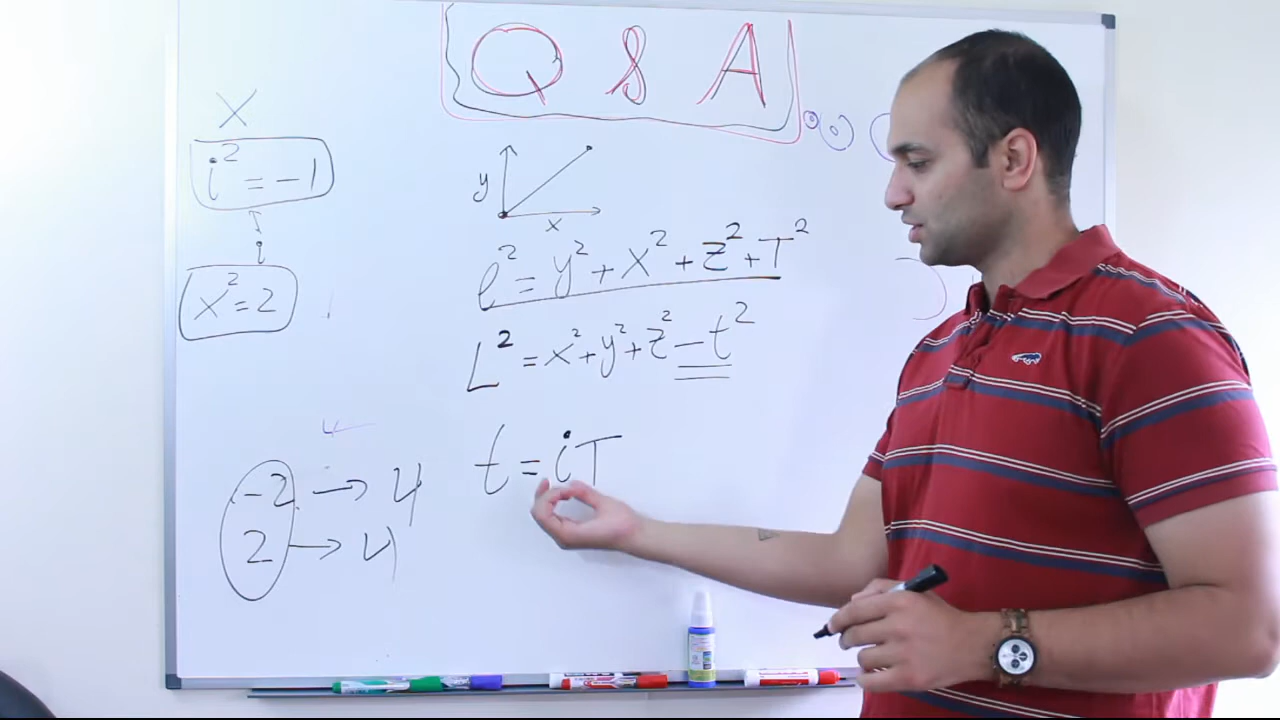 Q & A
X
i² = -1
i
x² = 2
y
x
l² = y² + x² + z² + T²
L² = x² + y² + z² - t²
t = iT
-2 → 4
2 → 4